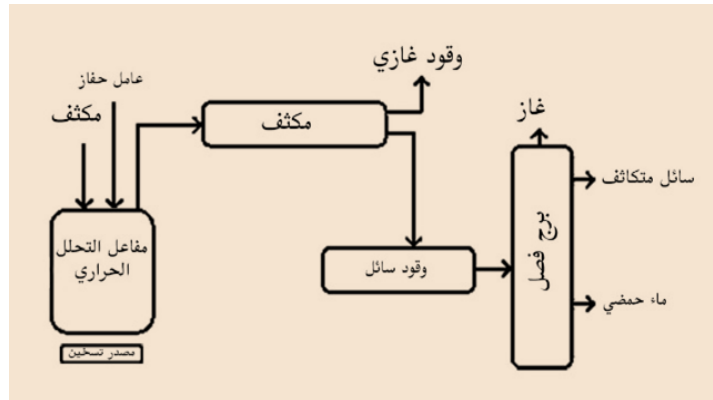 وقود غازي
عامل حفاز
مكثف
مكثف
غاز
سائل متكاثف
برج فصل
مفاعل التحلل
الحراري
وقود سائل
ماء حمضي
مصدر تسخين